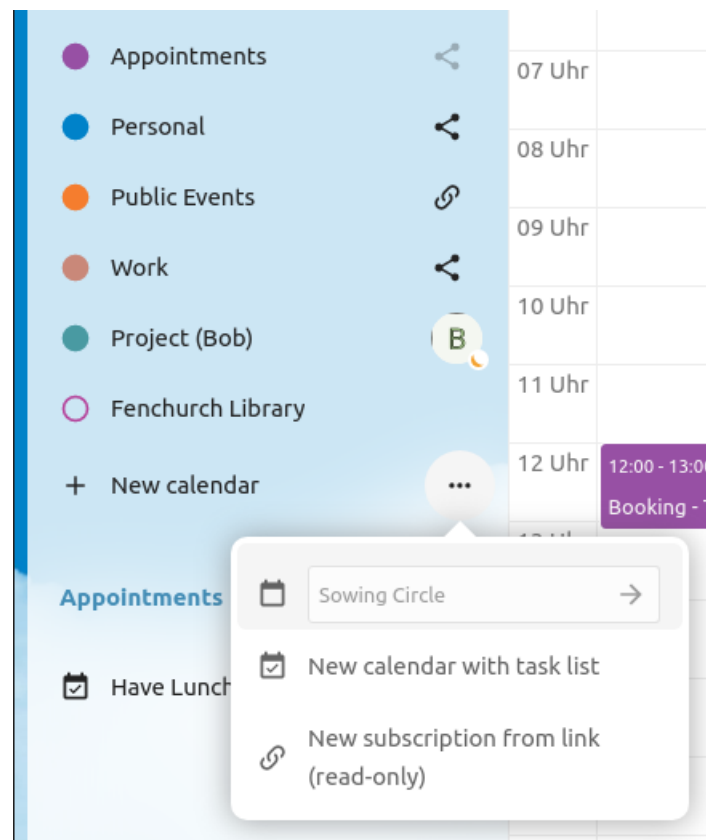 Appointments
Personal
Public Events
Work
Project (Bob)
B
Fenchurch Library
New calendar
Sowing Circle
New calendar with task list
New subscription from link
(read-only)
Appointments
Have Lunch
07 Uhr
08 Uhr
09 Uhr
10 Uhr
11 Uhr
12 Uhr
12:00 - 13:00
Booking -